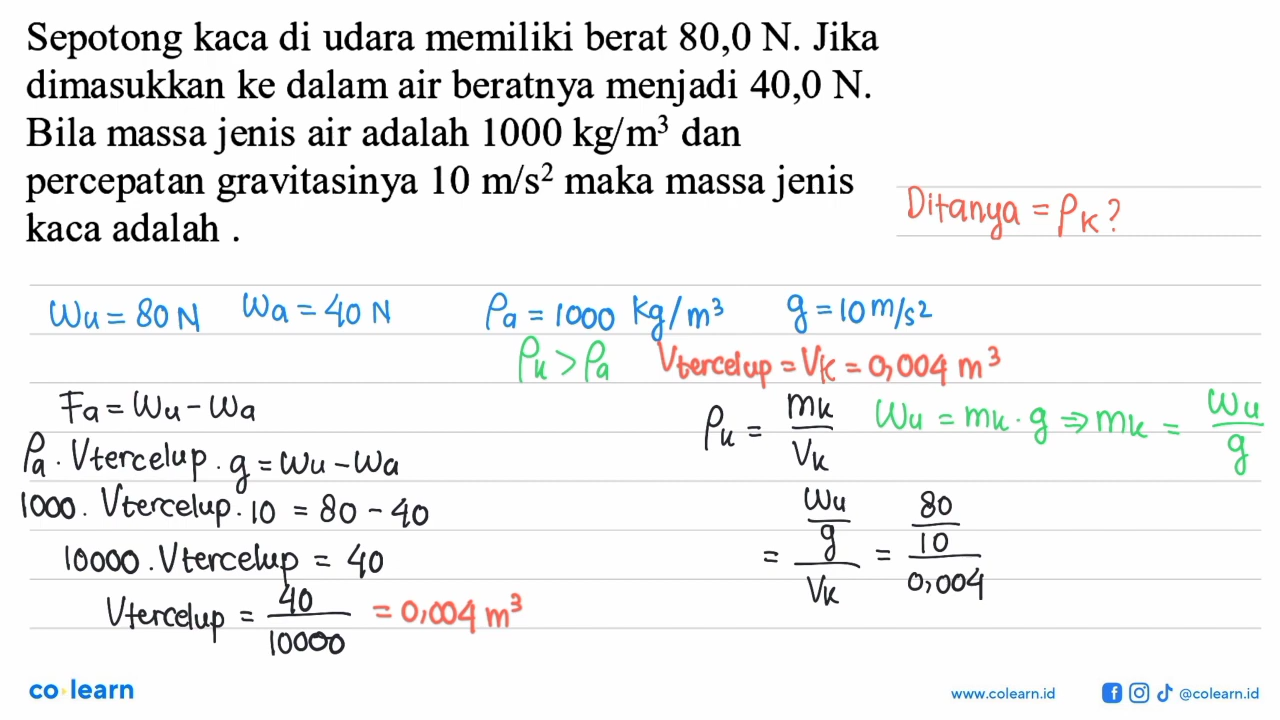 Sepotong kaca di udara memiliki berat 80,0 N. Jika
dimasukkan ke dalam air beratnya menjadi 40,0 N.
Bila massa jenis air adalah 1000 kg/m³ dan
percepatan gravitasinya 10 m/s² maka massa jenis
kaca adalah .
Ditanya = ρk?
Wu = 80 N Wa = 40 N ρa = 1000 kg/m³ g = 10 m/s²
ρk > ρa Vtercelup = Vk = 0,004 m³
Fa = Wu - Wa
ρa . Vtercelup . g = Wu - Wa
1000 . Vtercelup . 10 = 80 - 40
10000 . Vtercelup = 40
Vtercelup = 40/10000 = 0,004 m³
ρk = mk/Vk Wu = mk . g ⇒ mk = Wu/g
= (Wu/g)/Vk = (80/10)/0,004
co learn
www.colearn.id @colearn.id